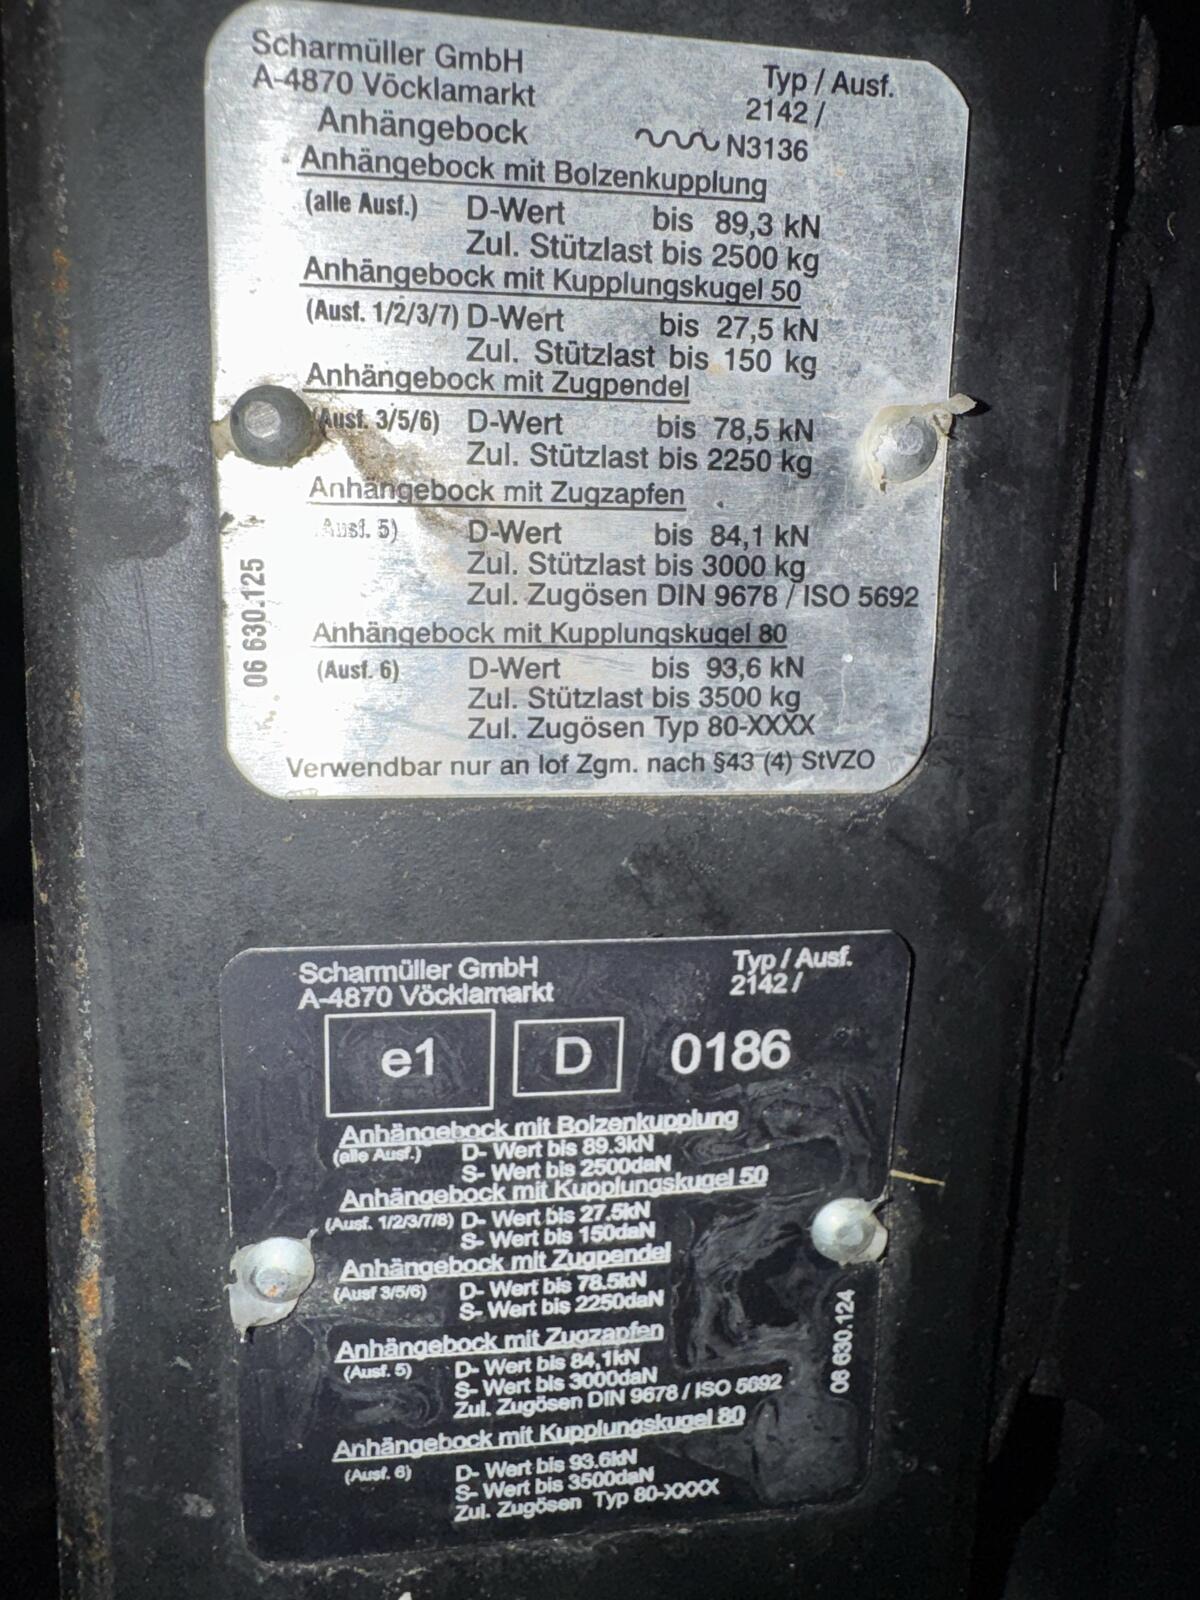 Scharmüller GmbH
A-4870 Vöcklamarkt
Typ / Ausf.
2142 /
Anhängebock
N3136
Anhängebock mit Bolzenkupplung
(alle Ausf.) D-Wert bis 89,3 kN
Zul. Stützlast bis 2500 kg
Anhängebock mit Kupplungskugel 50
(Ausf. 1/2/3/7) D-Wert bis 27,5 kN
Zul. Stützlast bis 150 kg
Anhängebock mit Zugpendel
(Ausf. 3/5/6) D-Wert bis 78,5 kN
Zul. Stützlast bis 2250 kg
Anhängebock mit Zugzapfen
Ausf. 5) D-Wert bis 84,1 kN
Zul. Stützlast bis 3000 kg
Zul. Zugösen DIN 9678 / ISO 5692
Anhängebock mit Kupplungskugel 80
(Ausf. 6) D-Wert bis 93,6 kN
Zul. Stützlast bis 3500 kg
Zul. Zugösen Typ 80-XXXX
Verwendbar nur an lof Zgm. nach §43 (4) StVZO
06 630.125
Scharmüller GmbH
A-4870 Vöcklamarkt
Typ / Ausf.
2142 /
e1 D 0186
Anhängebock mit Bolzenkupplung
(alle Ausf.) D- Wert bis 89.3kN
S- Wert bis 2500daN
Anhängebock mit Kupplungskugel 50
(Ausf. 1/2/3/7/8) D- Wert bis 27.5kN
S- Wert bis 150daN
Anhängebock mit Zugpendel
(Ausf 3/5/6) D- Wert bis 78.5kN
S- Wert bis 2250daN
Anhängebock mit Zugzapfen
(Ausf. 5) D- Wert bis 84,1kN
S- Wert bis 3000daN
Zul. Zugösen DIN 9678 / ISO 5692
Anhängebock mit Kupplungskugel 80
(Ausf. 6) D- Wert bis 93.6kN
S- Wert bis 3500daN
Zul. Zugösen Typ 80-XXXX
06 630.124